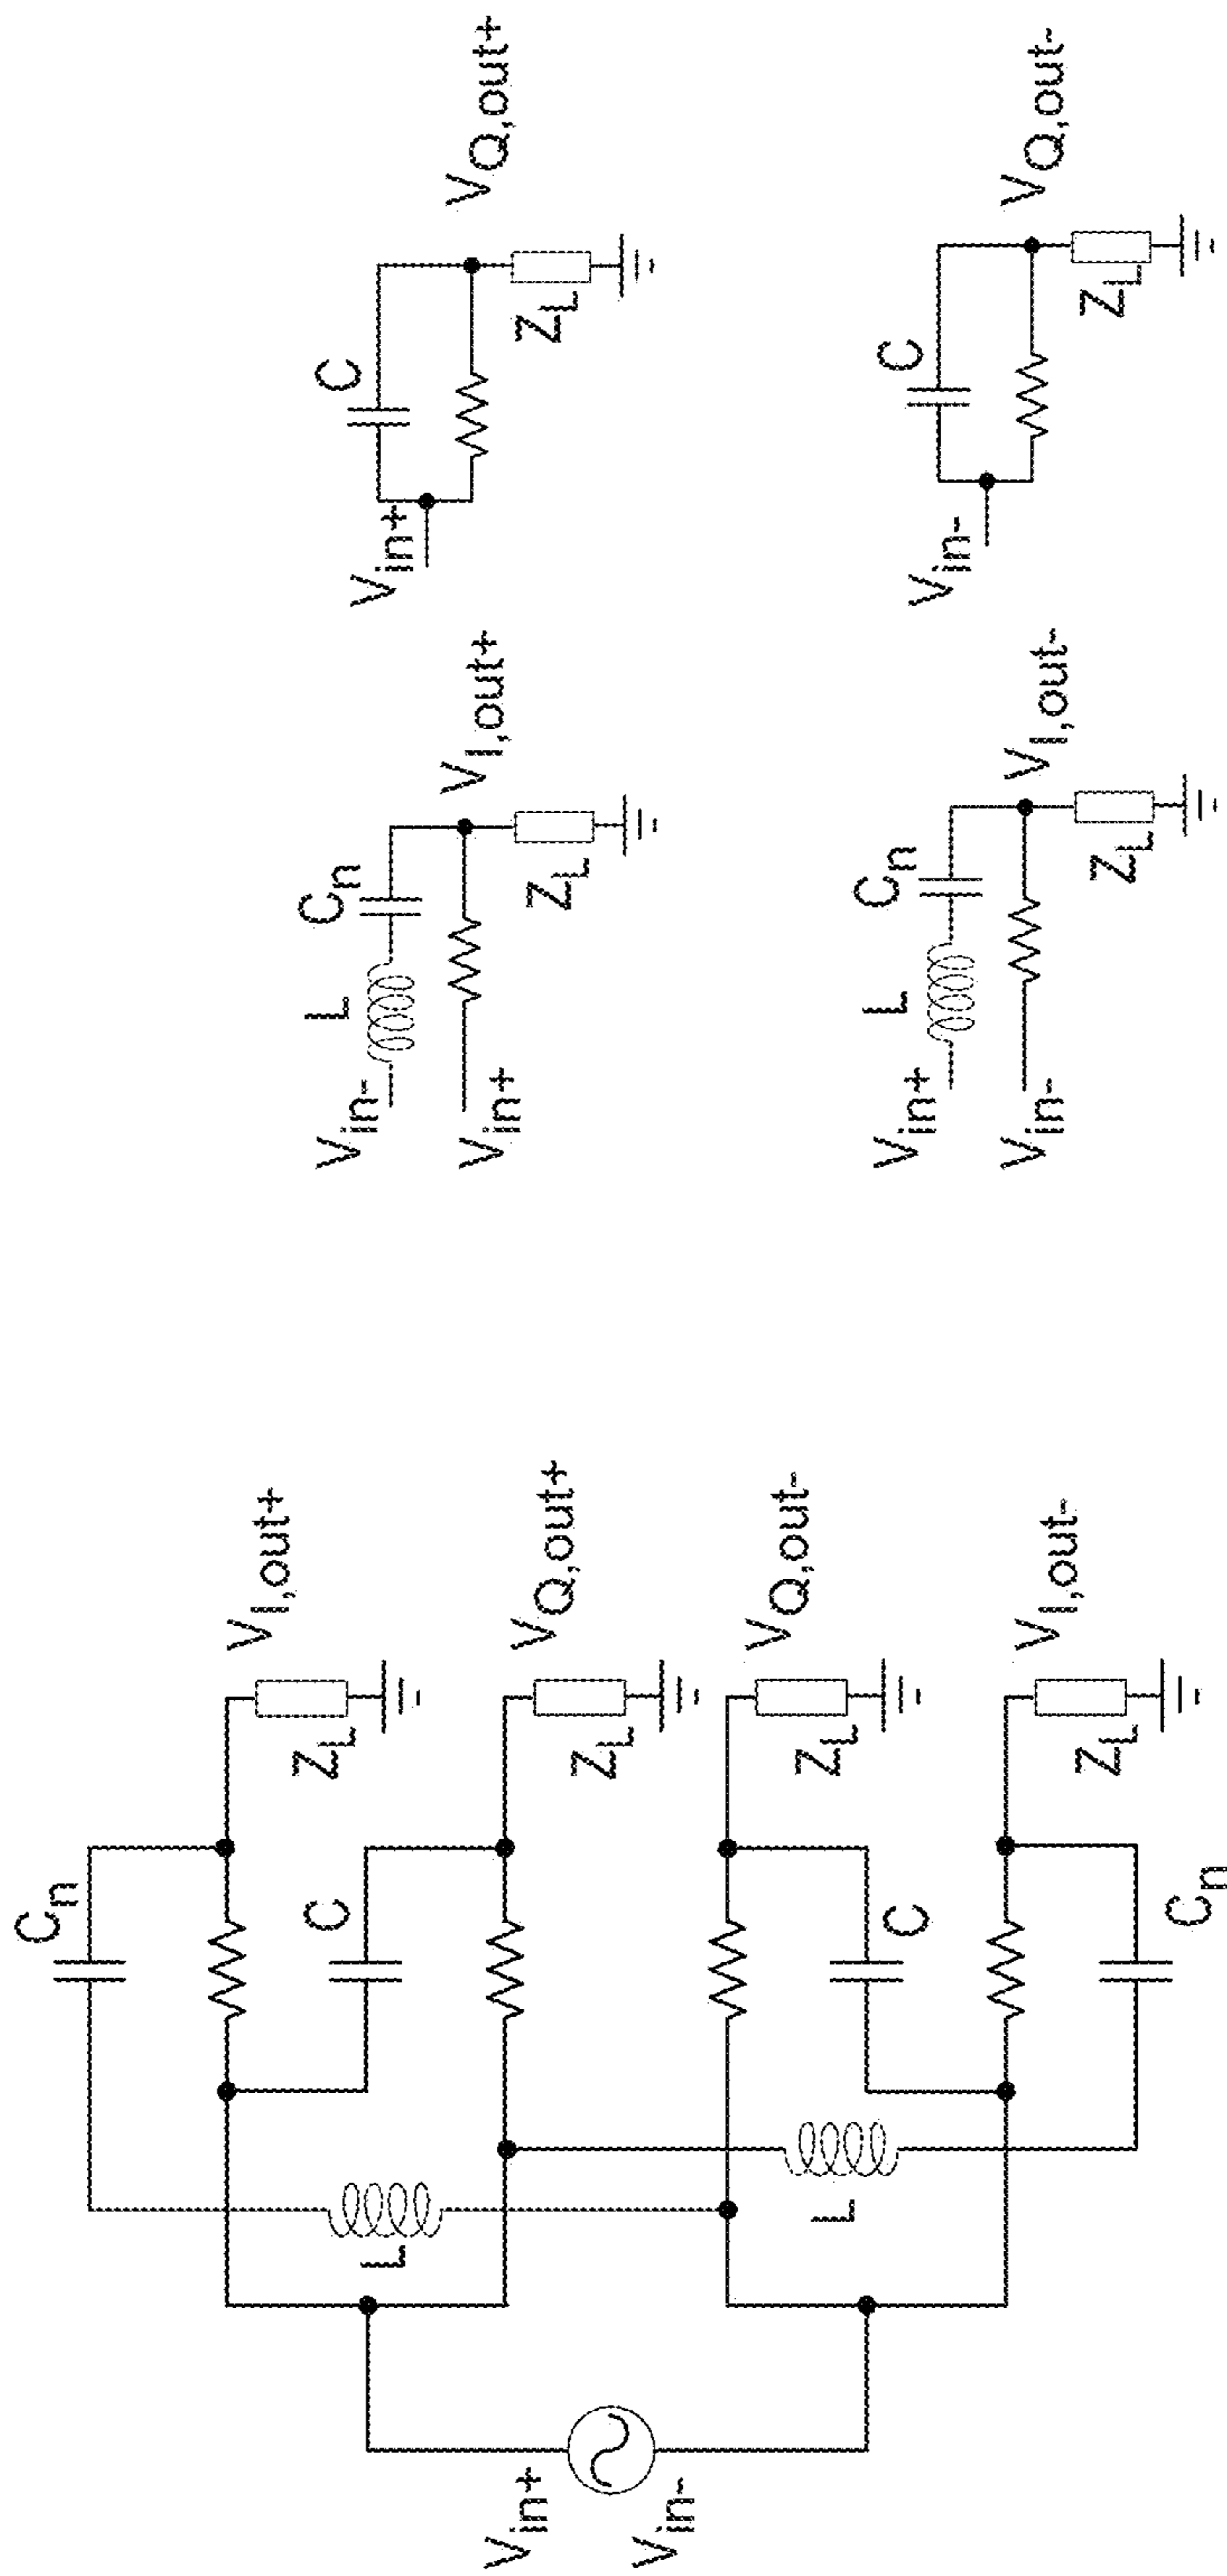 Cn
VI,out+
ZL
C
L
Vin+
VQ,out+
ZL
Vin-
VQ,out-
ZL
L
C
VI,out-
ZL
Cn
Vin-
L
Cn
VI,out+
Vin+
ZL
Vin+
C
VQ,out+
ZL
Vin+
L
Cn
VI,out-
Vin-
ZL
Vin-
C
VQ,out-
ZL